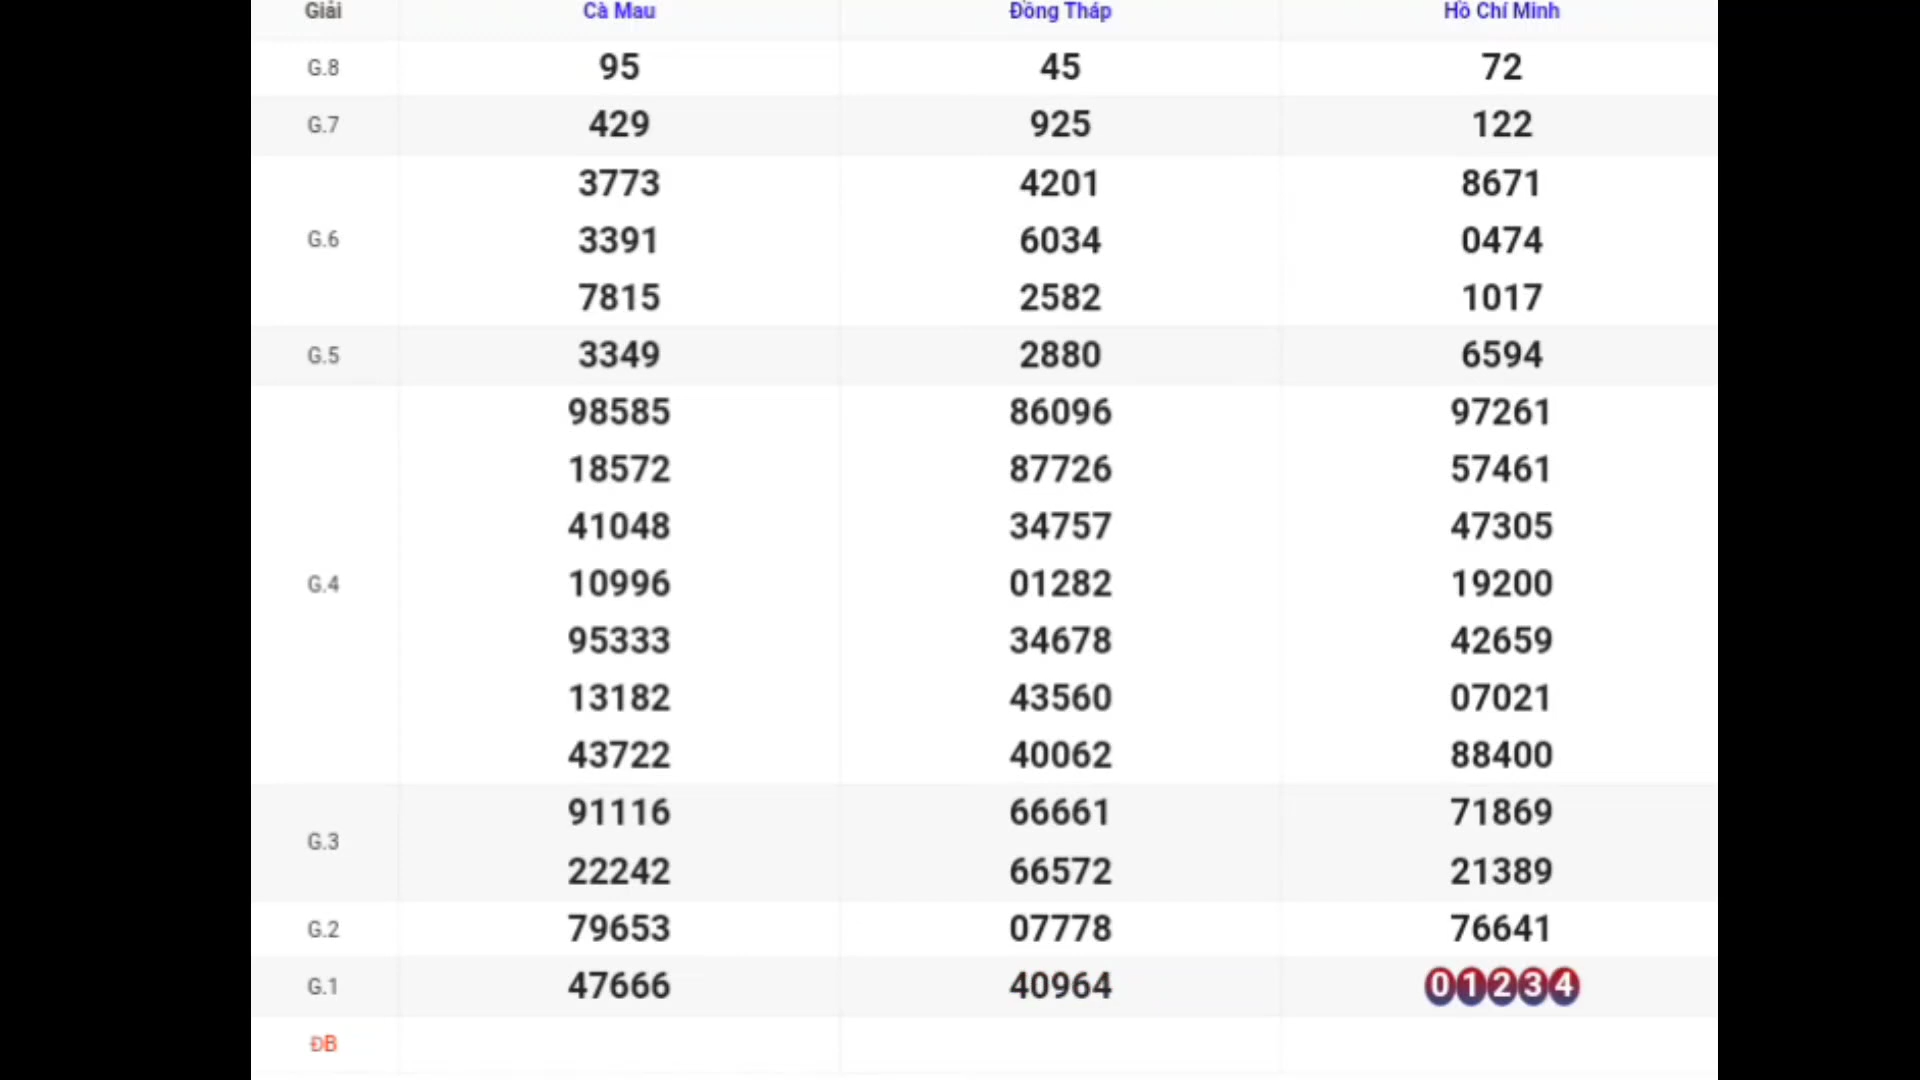 Giải Cà Mau Đồng Tháp Hồ Chí Minh
G.8 95 45 72
G.7 429 925 122
3773 4201 8671
G.6 3391 6034 0474
7815 2582 1017
G.5 3349 2880 6594
98585 86096 97261
18572 87726 57461
41048 34757 47305
G.4 10996 01282 19200
95333 34678 42659
13182 43560 07021
43722 40062 88400
G.3 91116 66661 71869
22242 66572 21389
G.2 79653 07778 76641
G.1 47666 40964 01234
ĐB